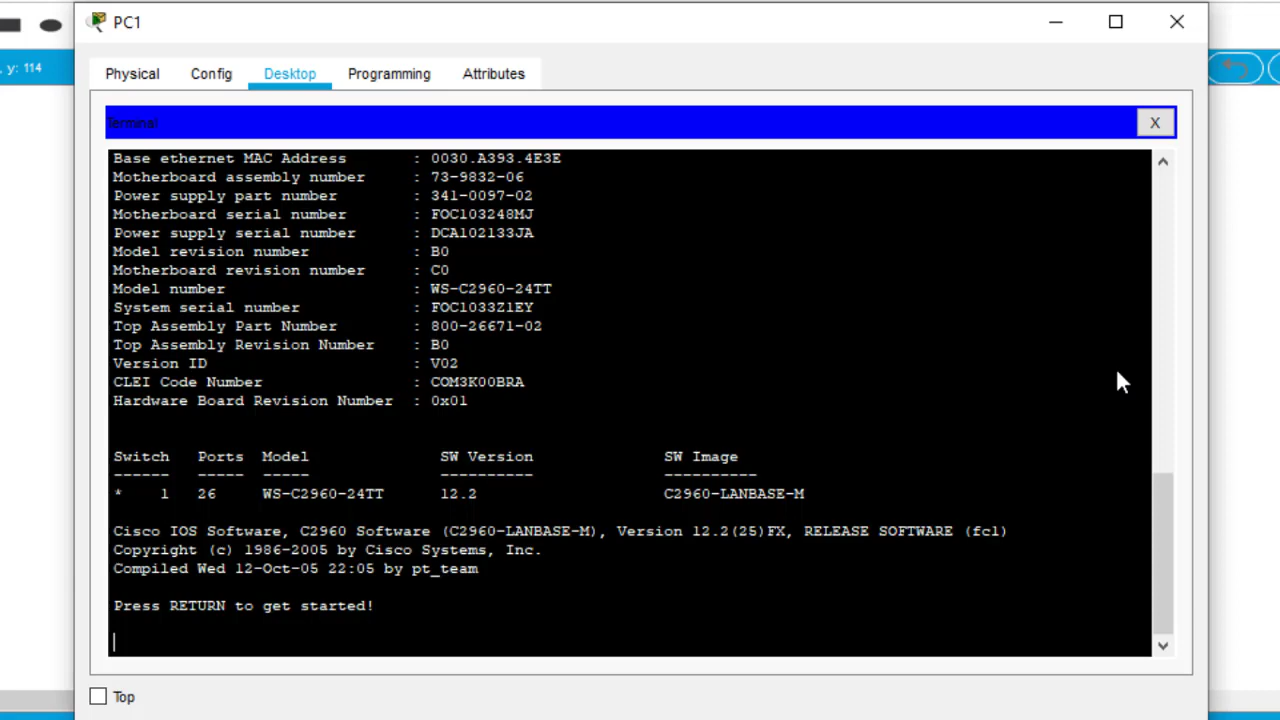 PC1
, y: 114
Physical Config Desktop Programming Attributes
Terminal
X
Base ethernet MAC Address : 0030.A393.4E3E
Motherboard assembly number : 73-9832-06
Power supply part number : 341-0097-02
Motherboard serial number : FOC103248MJ
Power supply serial number : DCA102133JA
Model revision number : B0
Motherboard revision number : C0
Model number : WS-C2960-24TT
System serial number : FOC1033Z1EY
Top Assembly Part Number : 800-26671-02
Top Assembly Revision Number : B0
Version ID : V02
CLEI Code Number : COM3K00BRA
Hardware Board Revision Number : 0x01
Switch Ports Model SW Version SW Image
------ ----- ----- ---------- ----------
* 1 26 WS-C2960-24TT 12.2 C2960-LANBASE-M
Cisco IOS Software, C2960 Software (C2960-LANBASE-M), Version 12.2(25)FX, RELEASE SOFTWARE (fc1)
Copyright (c) 1986-2005 by Cisco Systems, Inc.
Compiled Wed 12-Oct-05 22:05 by pt_team
Press RETURN to get started!
Top